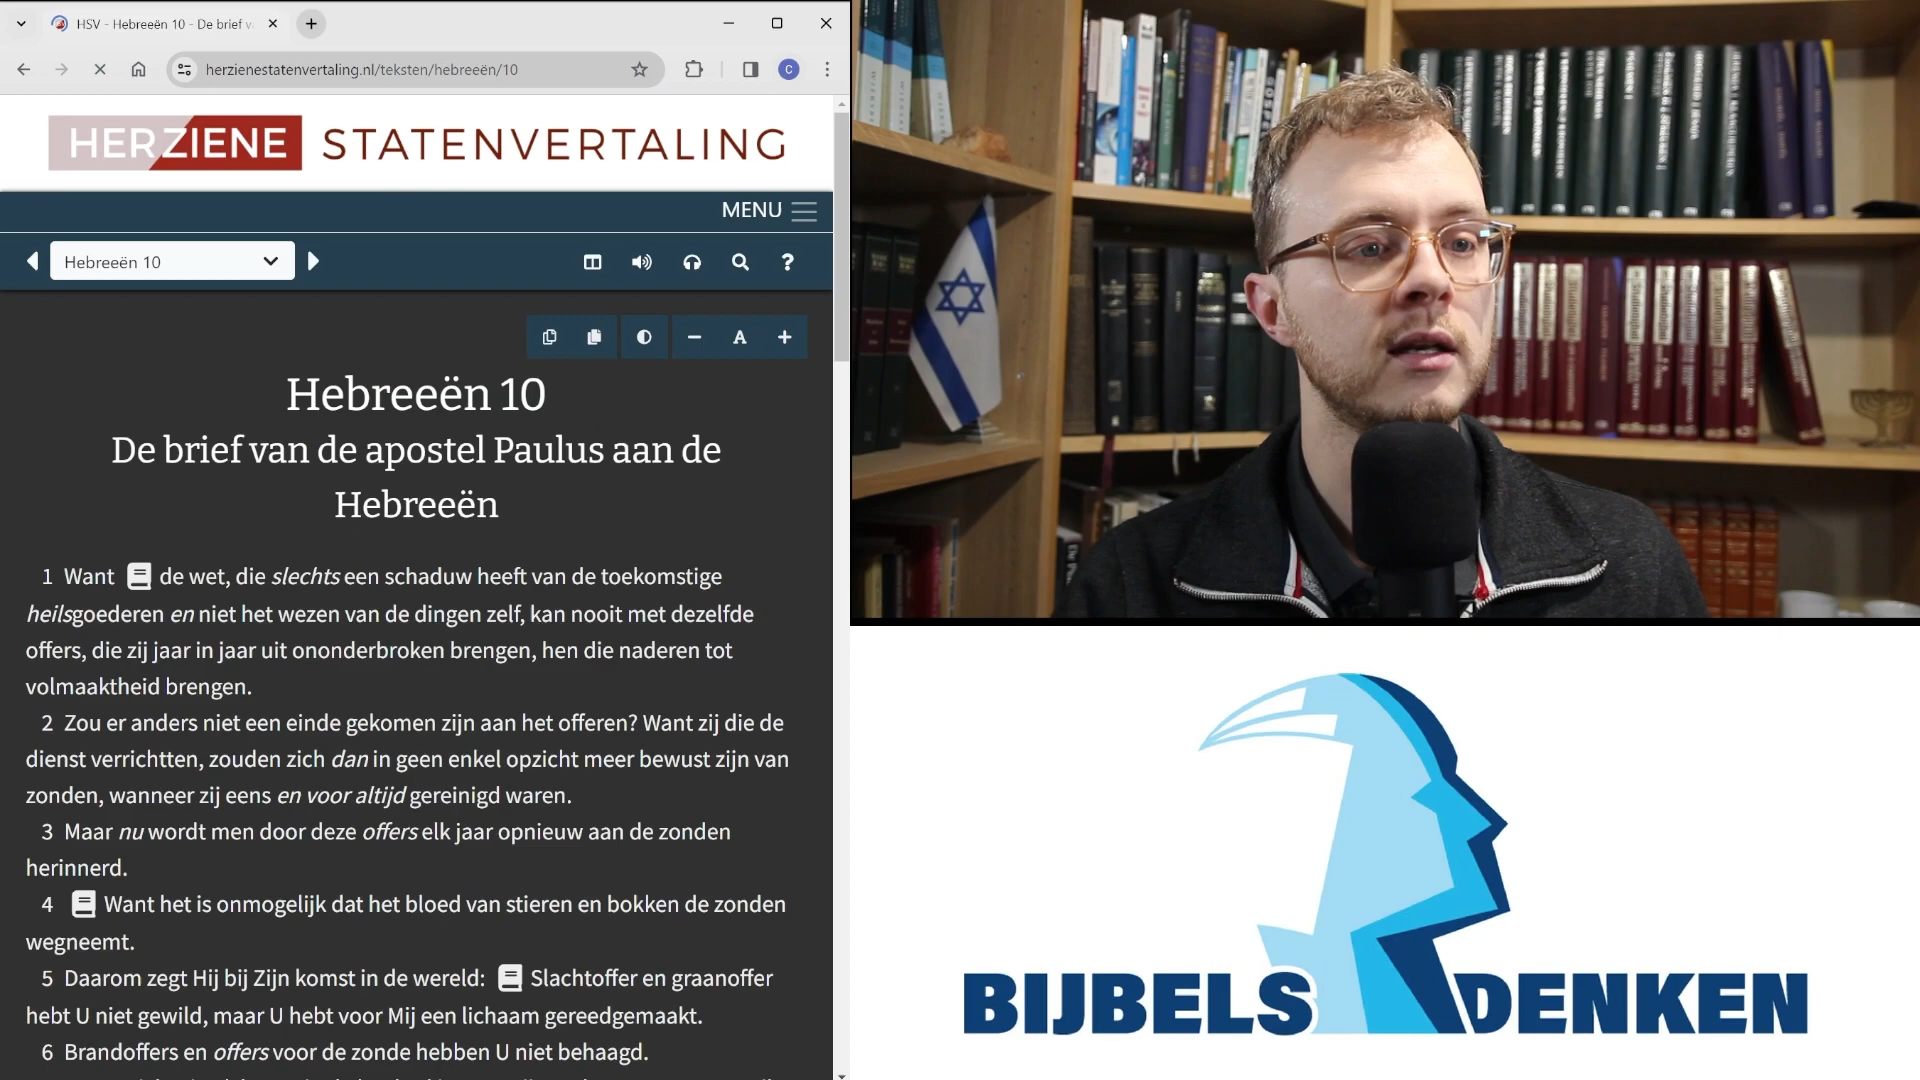 HSV - Hebreeën 10 - De brief v
herzienestatenvertaling.nl/teksten/hebreeën/10
C
HERZIENE STATENVERTALING
MENU
Hebreeën 10
?
A
Hebreeën 10
De brief van de apostel Paulus aan de
Hebreeën
1 Want de wet, die slechts een schaduw heeft van de toekomstige
heilsgoederen en niet het wezen van de dingen zelf, kan nooit met dezelfde
offers, die zij jaar in jaar uit ononderbroken brengen, hen die naderen tot
volmaaktheid brengen.
2 Zou er anders niet een einde gekomen zijn aan het offeren? Want zij die de
dienst verrichtten, zouden zich dan in geen enkel opzicht meer bewust zijn van
zonden, wanneer zij eens en voor altijd gereinigd waren.
3 Maar nu wordt men door deze offers elk jaar opnieuw aan de zonden
herinnerd.
4 Want het is onmogelijk dat het bloed van stieren en bokken de zonden
wegneemt.
5 Daarom zegt Hij bij Zijn komst in de wereld: Slachtoffer en graanoffer
hebt U niet gewild, maar U hebt voor Mij een lichaam gereedgemaakt.
6 Brandoffers en offers voor de zonde hebben U niet behaagd.
BIJBELS DENKEN